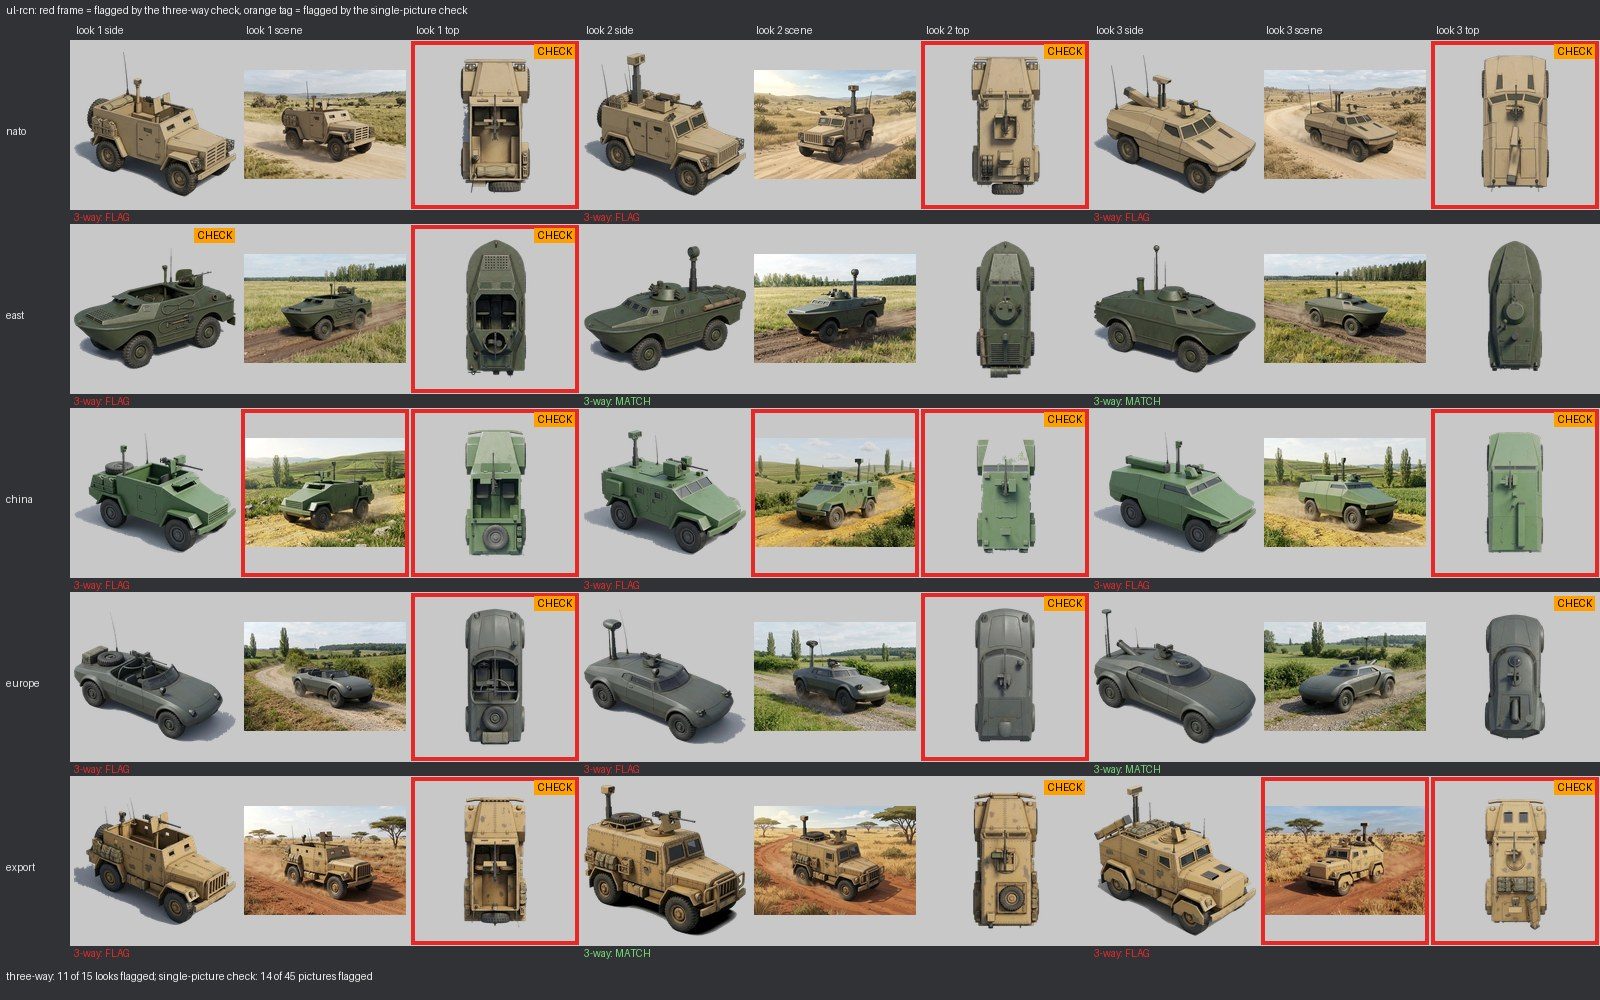 ul-rcn: red frame = flagged by the three-way check, orange tag = flagged by the single-picture check
look 1 side look 1 scene look 1 top look 2 side look 2 scene look 2 top look 3 side look 3 scene look 3 top
CHECK CHECK CHECK
nato
3-way: FLAG 3-way: FLAG 3-way: FLAG
CHECK CHECK
east
3-way: FLAG 3-way: MATCH 3-way: MATCH
CHECK CHECK CHECK
china
3-way: FLAG 3-way: FLAG 3-way: FLAG
CHECK CHECK CHECK
europe
3-way: FLAG 3-way: FLAG 3-way: MATCH
CHECK CHECK CHECK
export
3-way: FLAG 3-way: MATCH 3-way: FLAG
three-way: 11 of 15 looks flagged; single-picture check: 14 of 45 pictures flagged